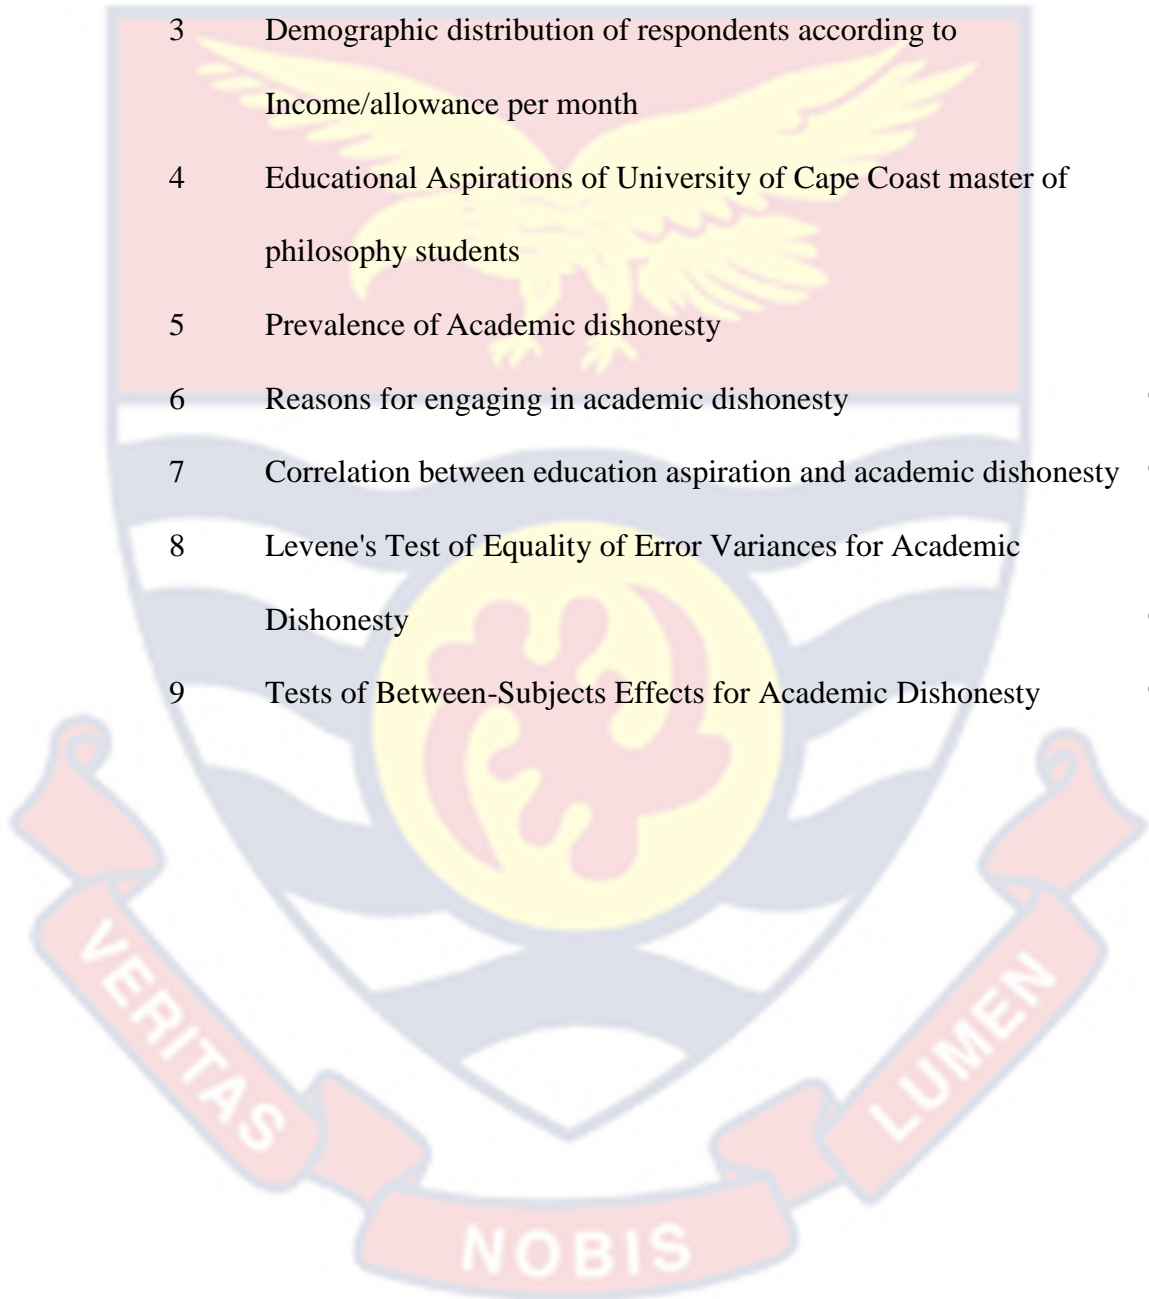 3 Demographic distribution of respondents according to
Income/allowance per month
4 Educational Aspirations of University of Cape Coast master of
philosophy students
5 Prevalence of Academic dishonesty
6 Reasons for engaging in academic dishonesty
7 Correlation between education aspiration and academic dishonesty
8 Levene's Test of Equality of Error Variances for Academic
Dishonesty
9 Tests of Between-Subjects Effects for Academic Dishonesty
VERITAS
NOBIS
LUMEN